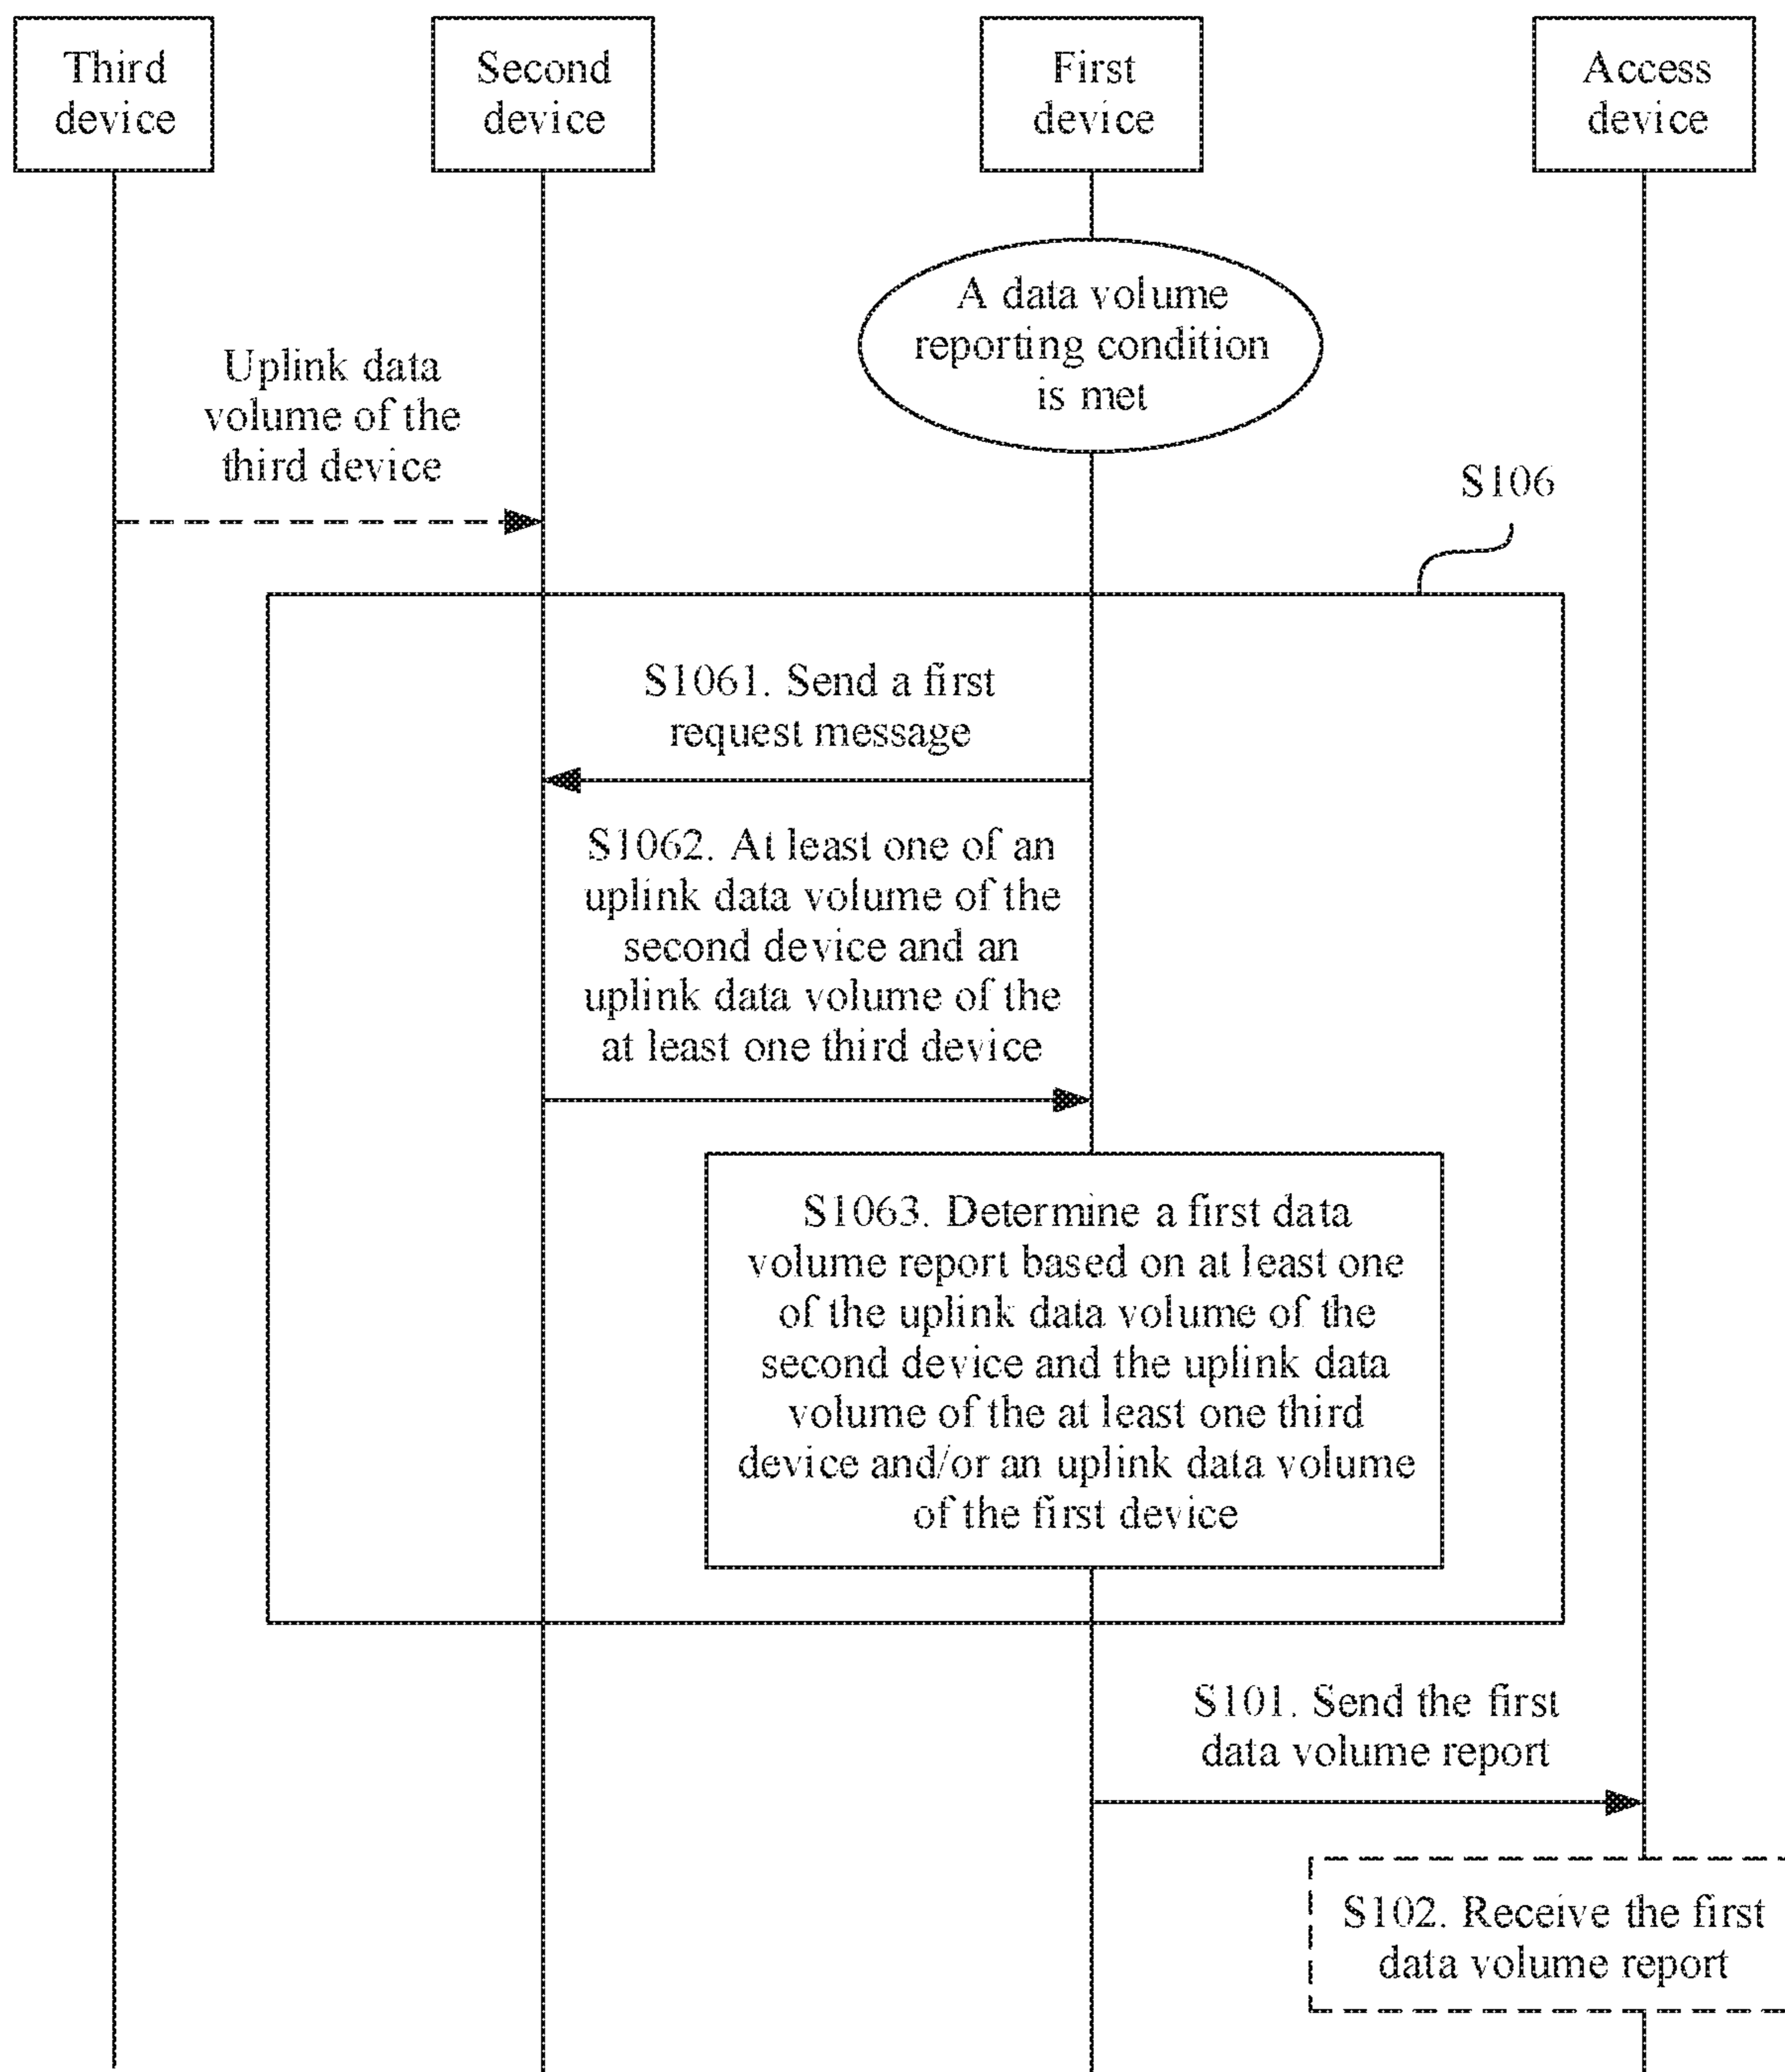 Third
device
Second
device
First
device
Access
device
A data volume
reporting condition
is met
Uplink data
volume of the
third device
S106
S1061. Send a first
request message
S1062. At least one of an
uplink data volume of the
second device and an
uplink data volume of the
at least one third device
S1063. Determine a first data
volume report based on at least one
of the uplink data volume of the
second device and the uplink data
volume of the at least one third
device and/or an uplink data volume
of the first device
S101. Send the first
data volume report
S102. Receive the first
data volume report